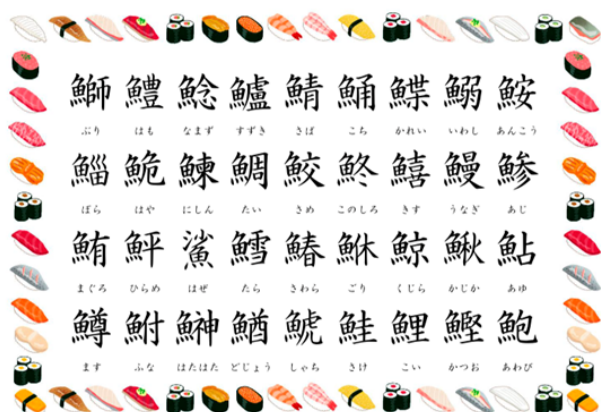 鰤 鱧 鯰 鱸 鯖 鯒 鰈 鰯 鮟
ぶり はも なまず すずき さば こち かれい いわし あんこう
鯔 鮠 鰊 鯛 鮫 鮗 鱚 鰻 鯵
ぼら はや にしん たい さめ このしろ きす うなぎ あじ
鮪 鮃 鯊 鱈 鰆 鮴 鯨 鰍 鮎
まぐろ ひらめ はぜ たら さわら ごり くじら かじか あゆ
鱒 鮒 鰰 鰌 鯱 鮭 鯉 鰹 鮑
ます ふな はたはた どじょう しゃち さけ こい かつお あわび